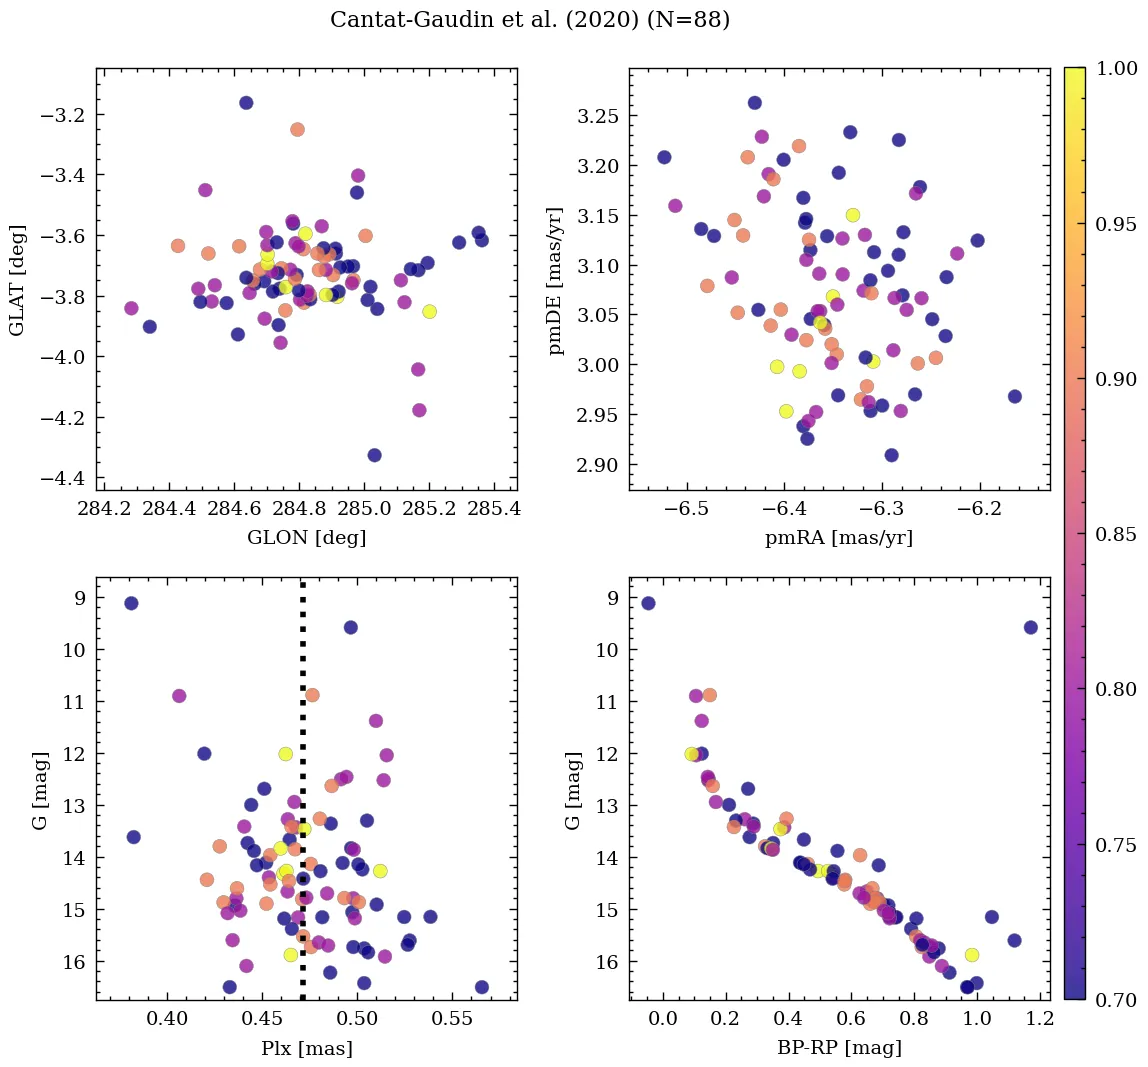 Cantat-Gaudin et al. (2020) (N=88)
−3.2
−3.4
−3.6
−3.8
−4.0
−4.2
−4.4
GLAT [deg]
284.2 284.4 284.6 284.8 285.0 285.2 285.4
GLON [deg]
3.25
3.20
3.15
3.10
3.05
3.00
2.95
2.90
pmDE [mas/yr]
−6.5 −6.4 −6.3 −6.2
pmRA [mas/yr]
9
10
11
12
13
14
15
16
G [mag]
0.40 0.45 0.50 0.55
Plx [mas]
9
10
11
12
13
14
15
16
G [mag]
0.0 0.2 0.4 0.6 0.8 1.0 1.2
BP-RP [mag]
1.00
0.95
0.90
0.85
0.80
0.75
0.70